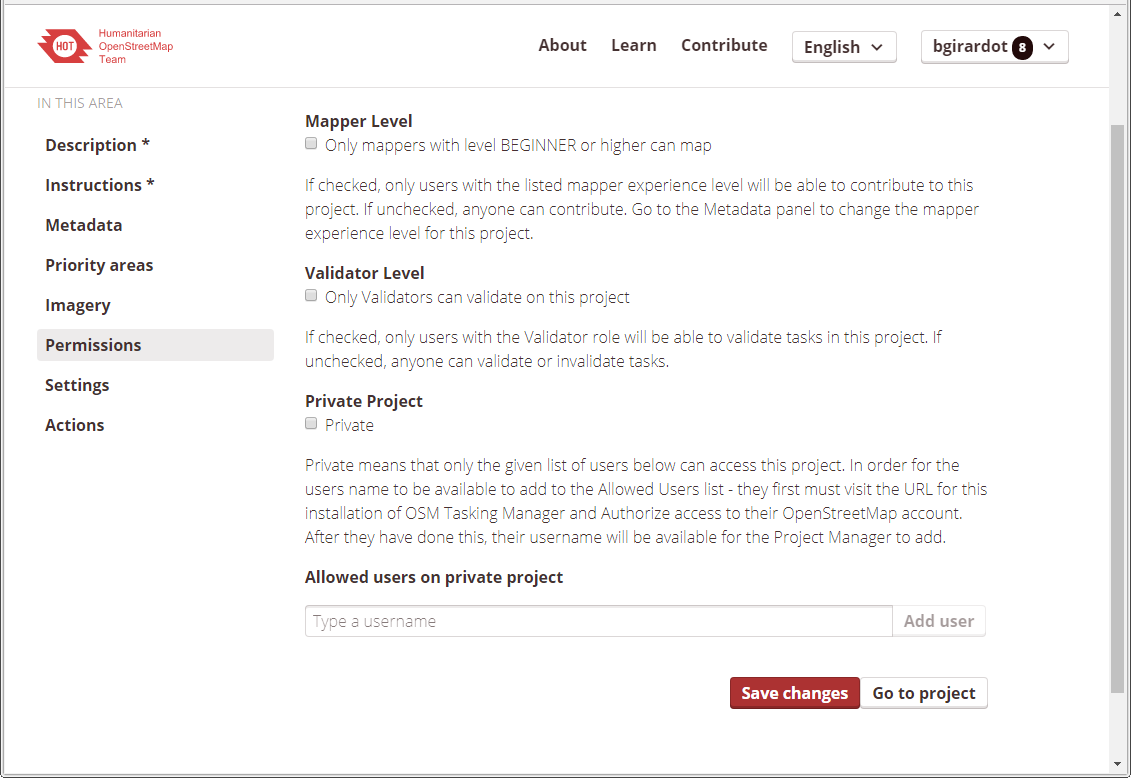 Humanitarian
OpenStreetMap
Team
HOT
About
Learn
Contribute
English
bgirardot 8
IN THIS AREA
Description *
Instructions *
Metadata
Priority areas
Imagery
Permissions
Settings
Actions
Mapper Level
Only mappers with level BEGINNER or higher can map
If checked, only users with the listed mapper experience level will be able to contribute to this
project. If unchecked, anyone can contribute. Go to the Metadata panel to change the mapper
experience level for this project.
Validator Level
Only Validators can validate on this project
If checked, only users with the Validator role will be able to validate tasks in this project. If
unchecked, anyone can validate or invalidate tasks.
Private Project
Private
Private means that only the given list of users below can access this project. In order for the
users name to be available to add to the Allowed Users list - they first must visit the URL for this
installation of OSM Tasking Manager and Authorize access to their OpenStreetMap account.
After they have done this, their username will be available for the Project Manager to add.
Allowed users on private project
Type a username
Add user
Save changes
Go to project